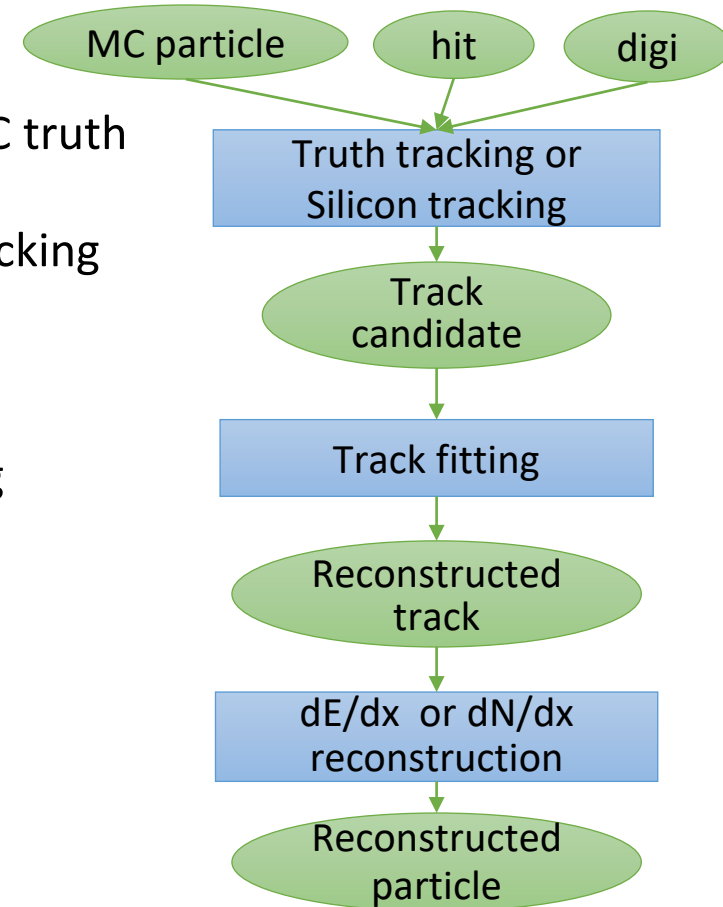 MC particle
hit
digi
truth
Truth tracking or
Silicon tracking
Track
candidate
Track fitting
Reconstructed
track
dE/dx or dN/dx
reconstruction
Reconstructed
particle